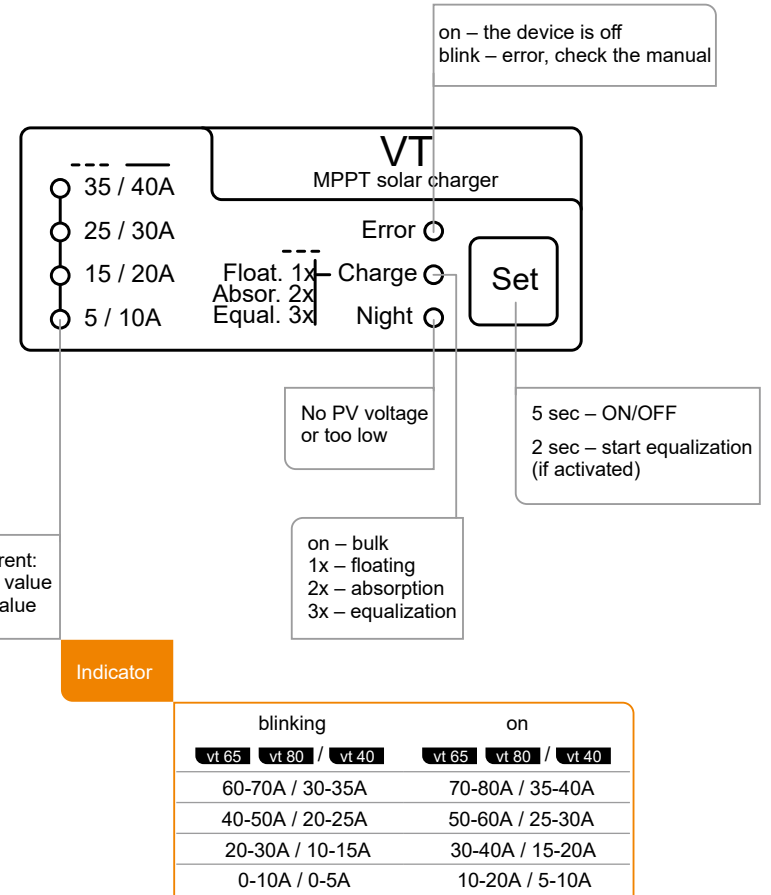 on – the device is off
blink – error, check the manual
VT
MPPT solar charger
35 / 40A
25 / 30A
15 / 20A
5 / 10A
Error
Float. 1x
Absor. 2x
Equal. 3x
Charge
Night
Set
No PV voltage
or too low
5 sec – ON/OFF
2 sec – start equalization
(if activated)
on – bulk
1x – floating
2x – absorption
3x – equalization
value
Indicator
blinking on
vt 65 vt 80 / vt 40 vt 65 vt 80 / vt 40
60-70A / 30-35A 70-80A / 35-40A
40-50A / 20-25A 50-60A / 25-30A
20-30A / 10-15A 30-40A / 15-20A
0-10A / 0-5A 10-20A / 5-10A